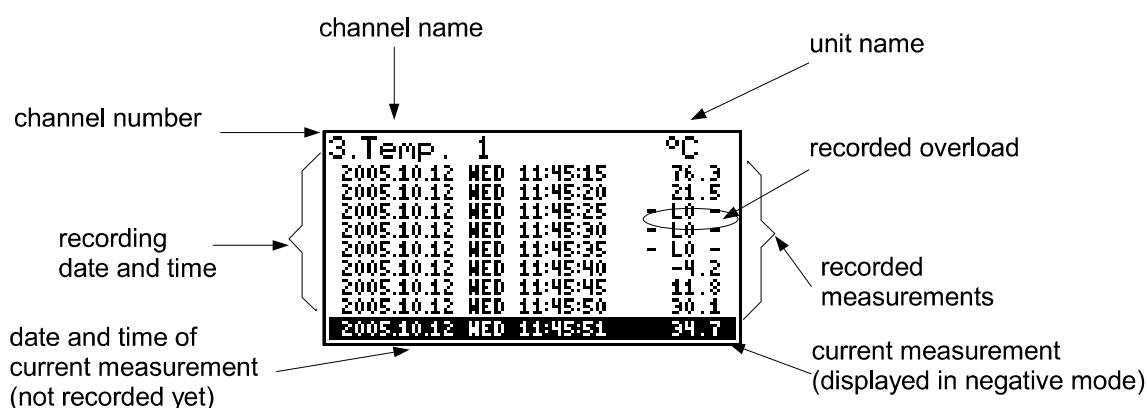 channel name
unit name
channel number
recorded overload
3.Temp. 1 °C
2005.10.12 WED 11:45:15 76.3
2005.10.12 WED 11:45:20 21.5
2005.10.12 WED 11:45:25 - LO -
2005.10.12 WED 11:45:30 - LO -
2005.10.12 WED 11:45:35 - LO -
2005.10.12 WED 11:45:40 -4.2
2005.10.12 WED 11:45:45 11.8
2005.10.12 WED 11:45:50 30.1
2005.10.12 WED 11:45:51 34.7
recording
date and time
recorded
measurements
date and time of
current measurement
(not recorded yet)
current measurement
(displayed in negative mode)